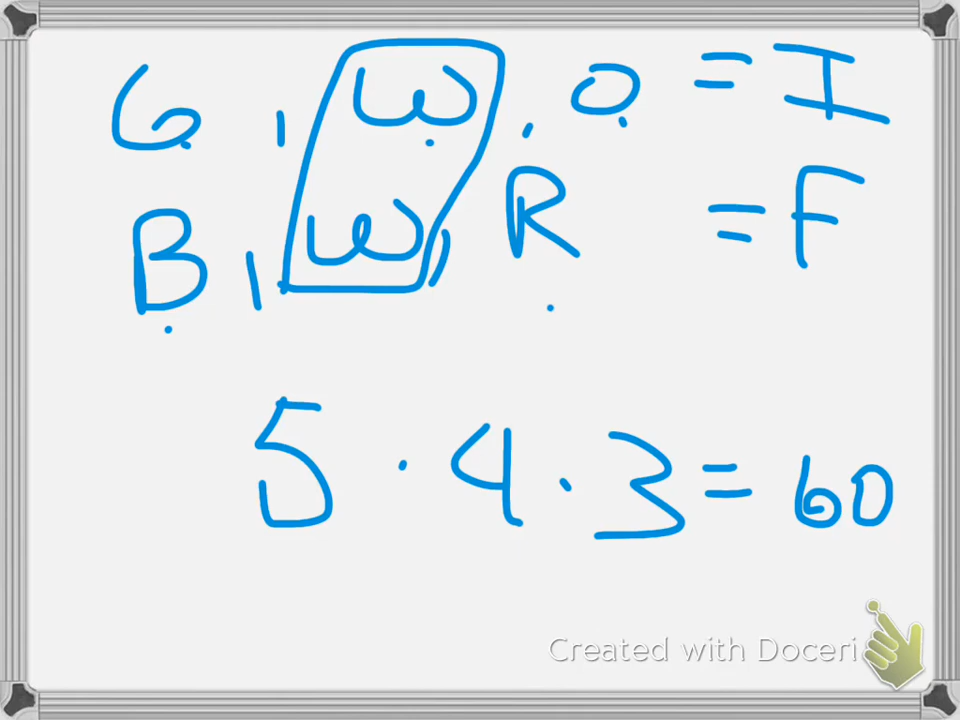 G, W, O = I
B, W, R = F
5 · 4 · 3 = 60
Created with Doceri